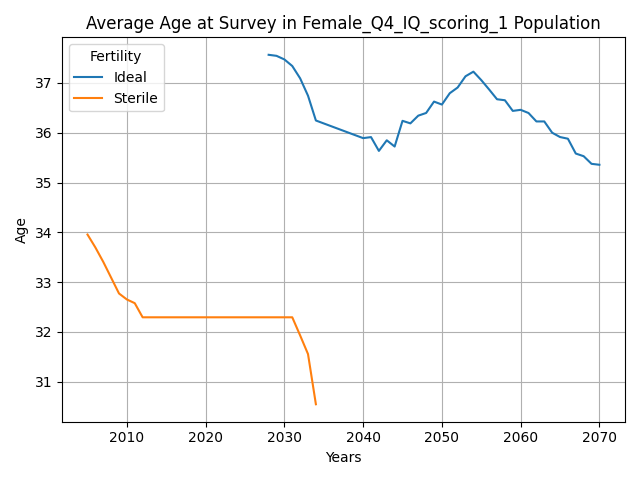 Average Age at Survey in Female_Q4_IQ_scoring_1 Population
Fertility
Ideal
Sterile
Age
37
36
35
34
33
32
31
2010 2020 2030 2040 2050 2060 2070
Years